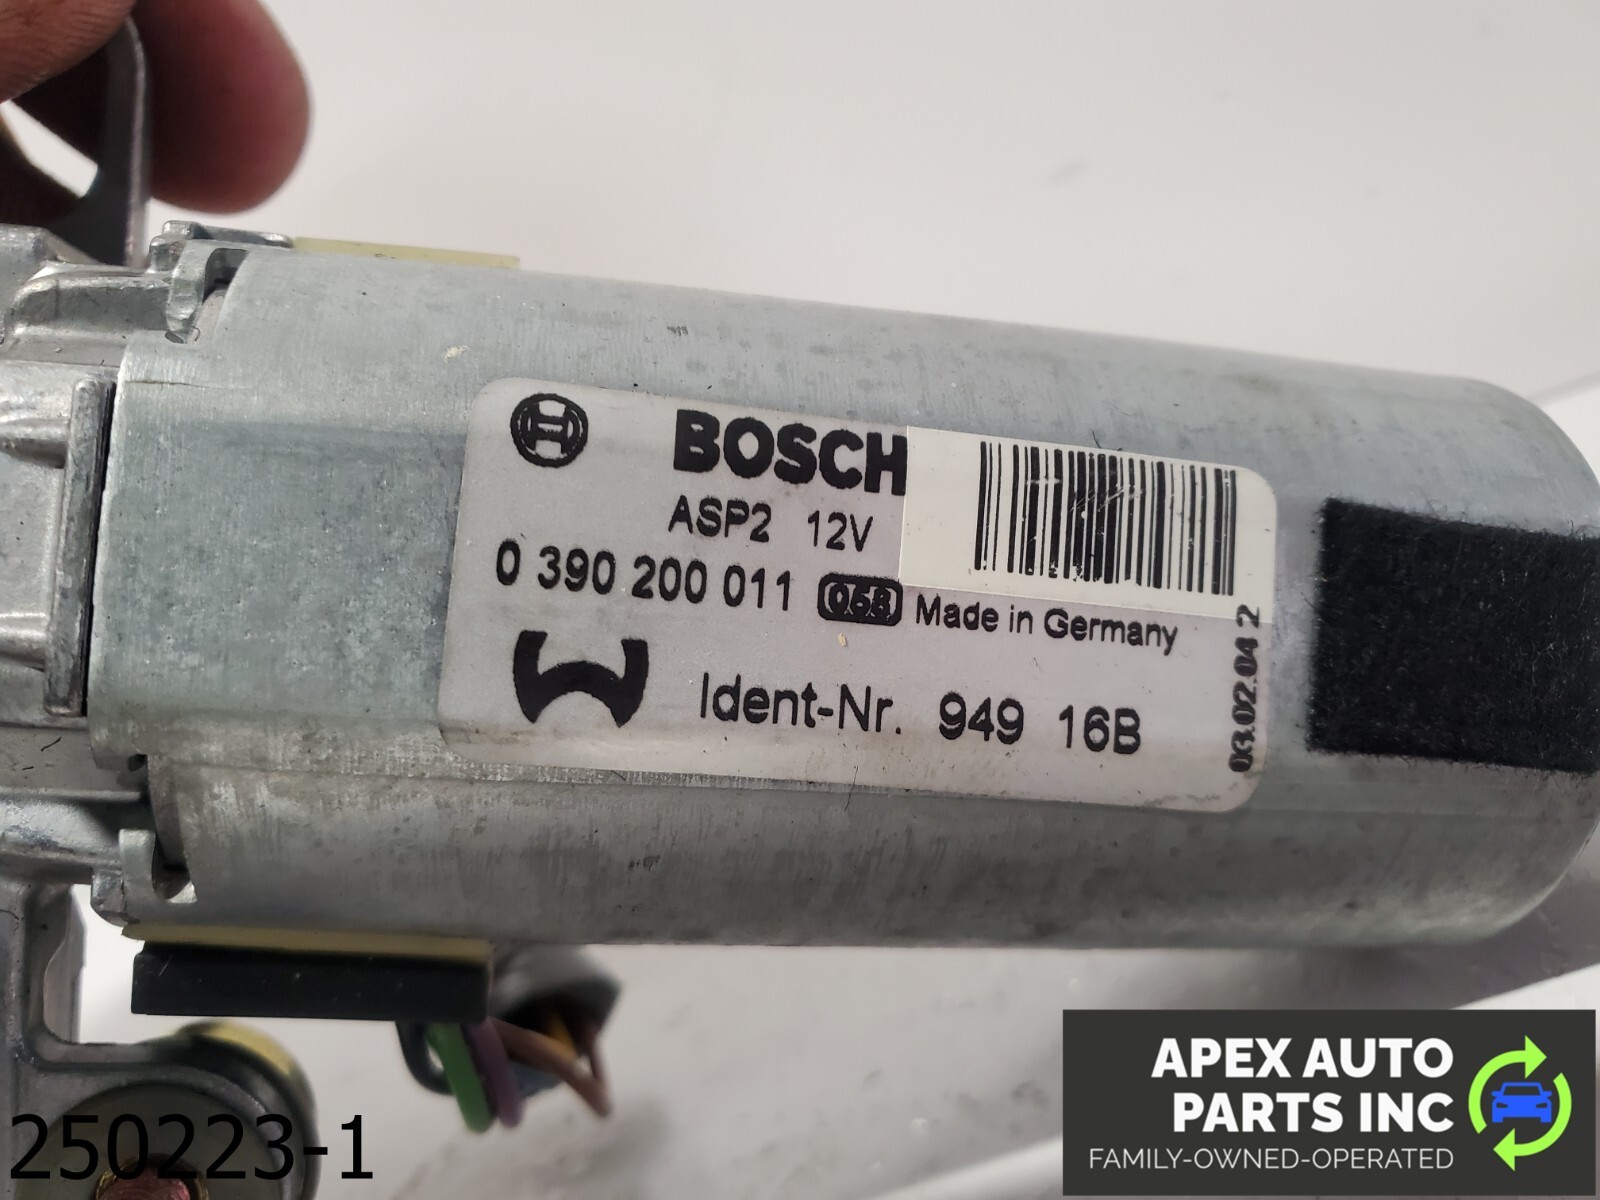 BOSCH
ASP2 12V
0 390 200 011 068 Made in Germany
Ident-Nr. 949 16B
03.02.04 2
250223-1
APEX AUTO
PARTS INC
FAMILY-OWNED-OPERATED